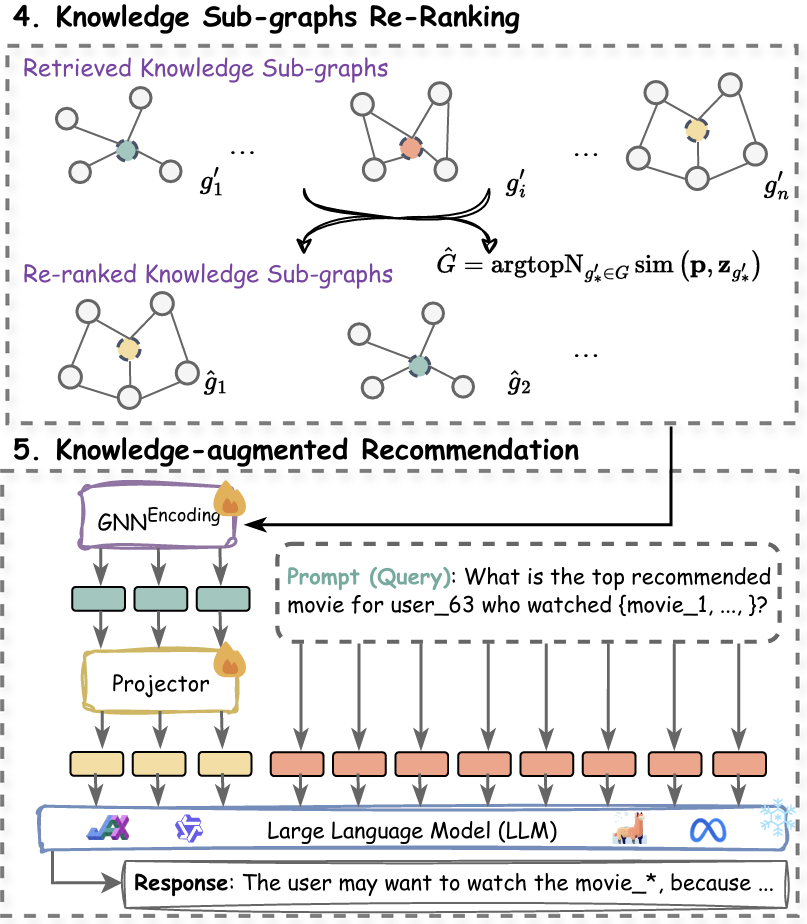 4. Knowledge Sub-graphs Re-Ranking
Retrieved Knowledge Sub-graphs
...
...
g′₁
g′ᵢ
g′ₙ
Re-ranked Knowledge Sub-graphs
Ĝ = argtopN_{g′_*∈G} sim (p, z_{g′_*})
ĝ₁
ĝ₂
...
5. Knowledge-augmented Recommendation
GNN^Encoding
Prompt (Query): What is the top recommended
movie for user_63 who watched {movie_1, ..., }?
Projector
Large Language Model (LLM)
Response: The user may want to watch the movie_*, because ...